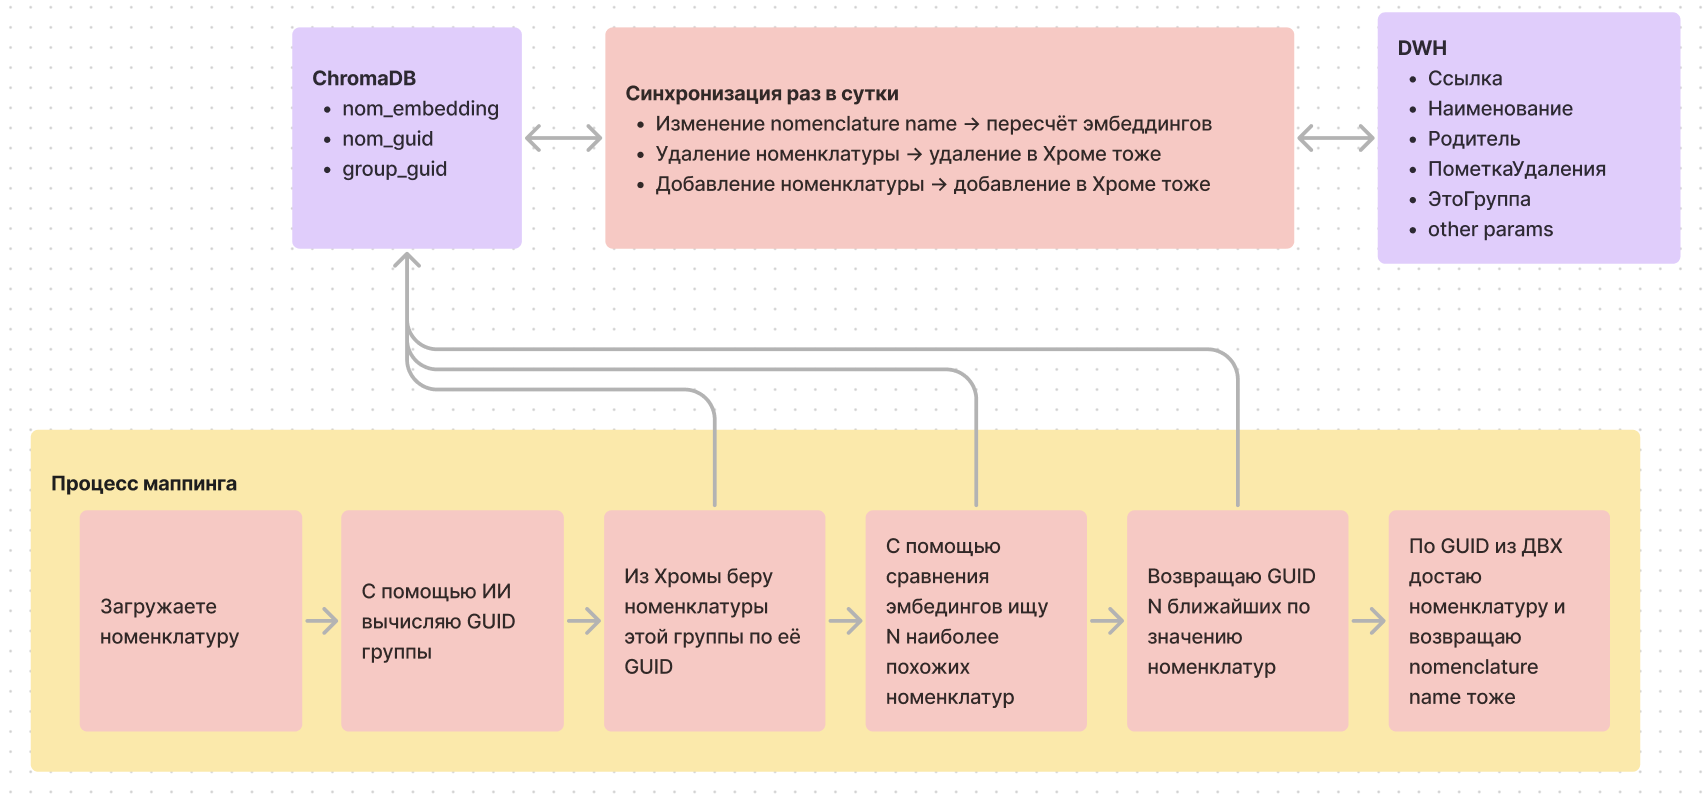 ChromaDB
• nom_embedding
• nom_guid
• group_guid
Синхронизация раз в сутки
• Изменение nomenclature name → пересчёт эмбеддингов
• Удаление номенклатуры → удаление в Хроме тоже
• Добавление номенклатуры → добавление в Хроме тоже
DWH
• Ссылка
• Наименование
• Родитель
• ПометкаУдаления
• ЭтоГруппа
• other params
Процесс маппинга
Загружаете
номенклатуру
С помощью ИИ
вычисляю GUID
группы
Из Хромы беру
номенклатуры
этой группы по её
GUID
С помощью
сравнения
эмбедингов ищу
N наиболее
похожих
номенклатур
Возвращаю GUID
N ближайших по
значению
номенклатур
По GUID из ДВХ
достаю
номенклатуру и
возвращаю
nomenclature
name тоже